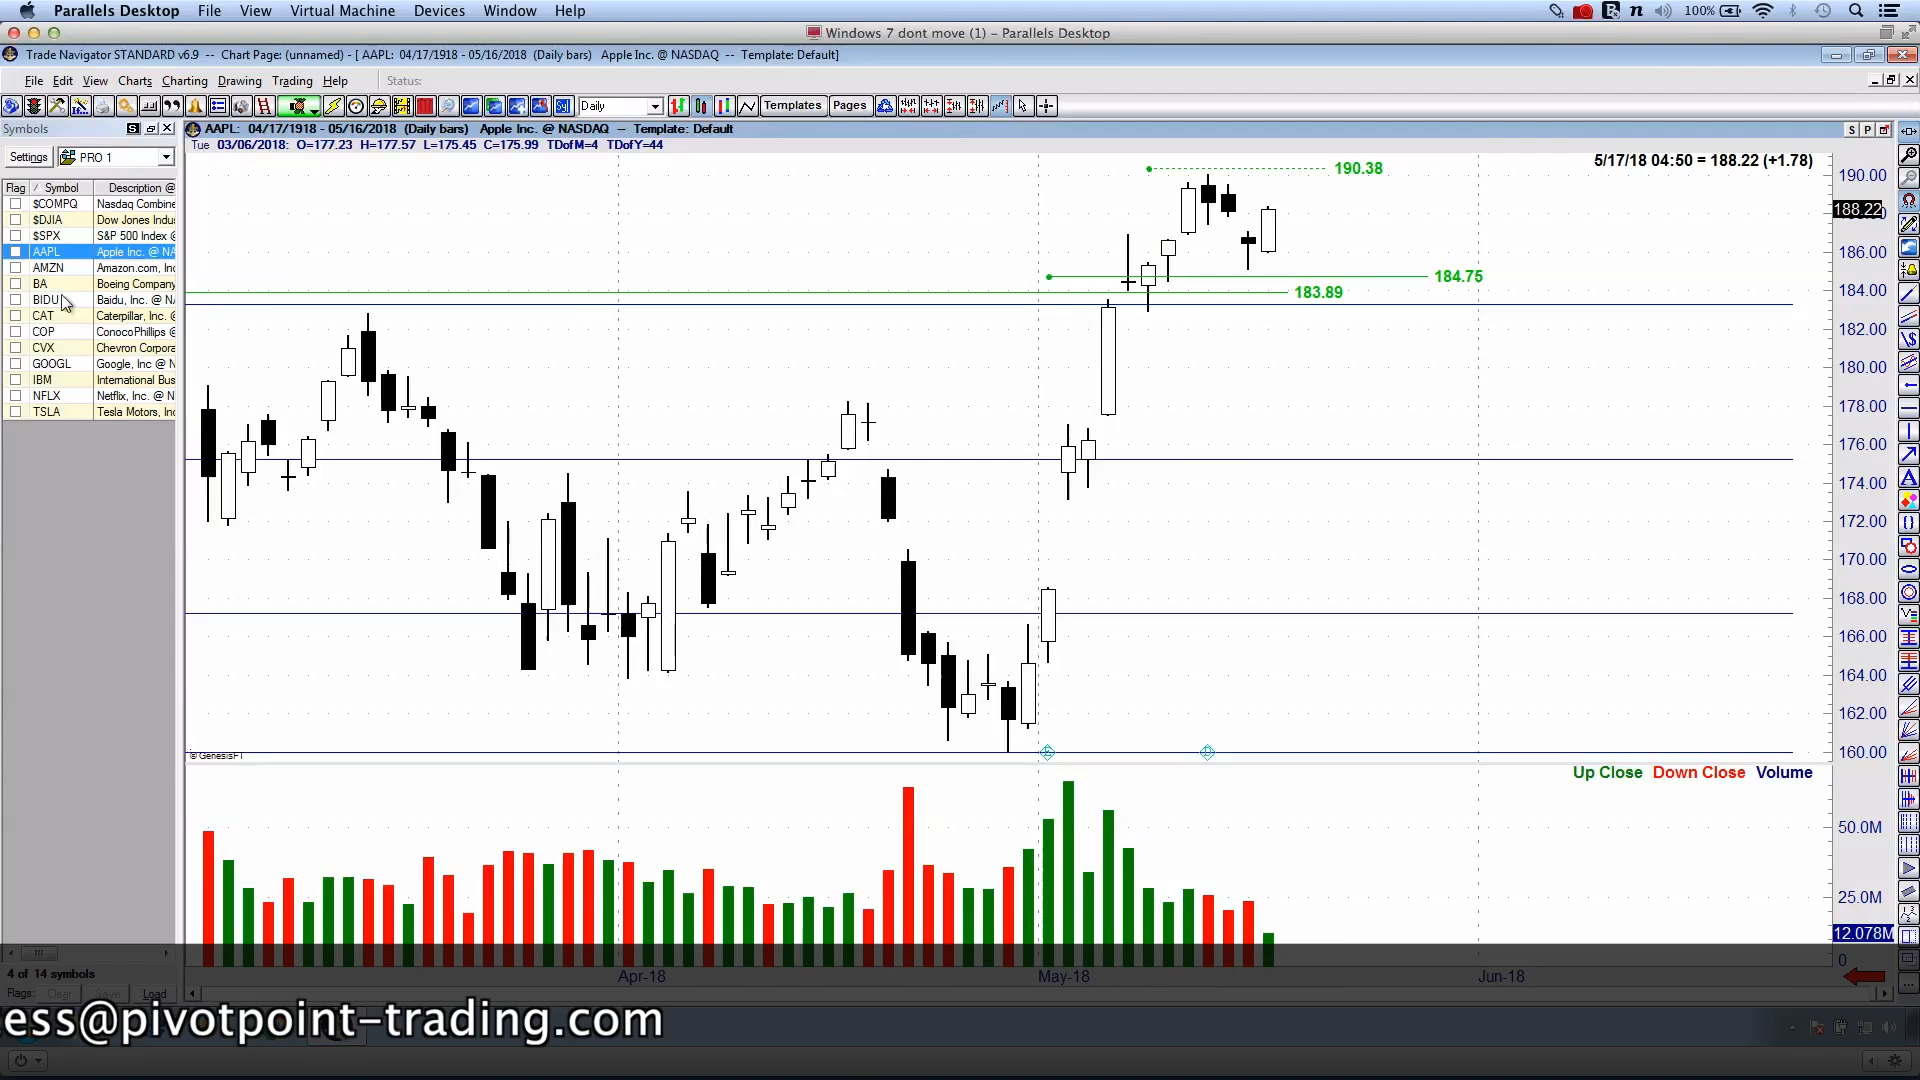 Parallels Desktop File View Virtual Machine Devices Window Help 100%
Windows 7 dont move (1) - Parallels Desktop
Trade Navigator STANDARD v6.9 -- Chart Page: (unnamed) - [ AAPL: 04/17/1918 - 05/16/2018 (Daily bars) Apple Inc. @ NASDAQ -- Template: Default]
File Edit View Charts Charting Drawing Trading Help Status:
Daily Templates Pages
Symbols S
AAPL: 04/17/1918 - 05/16/2018 (Daily bars) Apple Inc. @ NASDAQ -- Template: Default S P
Tue 03/06/2018: O=177.23 H=177.57 L=175.45 C=175.99 TDofM=4 TDofY=44
Settings PRO 1
5/17/18 04:50 = 188.22 (+1.78)
Flag Symbol Description @
$COMPQ Nasdaq Combine
$DJIA Dow Jones Indu
$SPX S&P 500 Index @
AAPL Apple Inc. @ NA
AMZN Amazon.com, Inc
BA Boeing Company
BIDU Baidu, Inc. @ NA
CAT Caterpillar, Inc. @
COP ConocoPhillips @
CVX Chevron Corpora
GOOGL Google, Inc @ N
IBM International Bus
NFLX Netflix, Inc. @ N
TSLA Tesla Motors, Inc
190.38
184.75
183.89
190.00
188.22
186.00
184.00
182.00
180.00
178.00
176.00
174.00
172.00
170.00
168.00
166.00
164.00
162.00
160.00
© GenesisFT
Up Close Down Close Volume
50.0M
25.0M
12.078M
0
4 of 14 symbols
Apr-18 May-18 Jun-18
Flags: Clear Save Load
ess@pivotpoint-trading.com